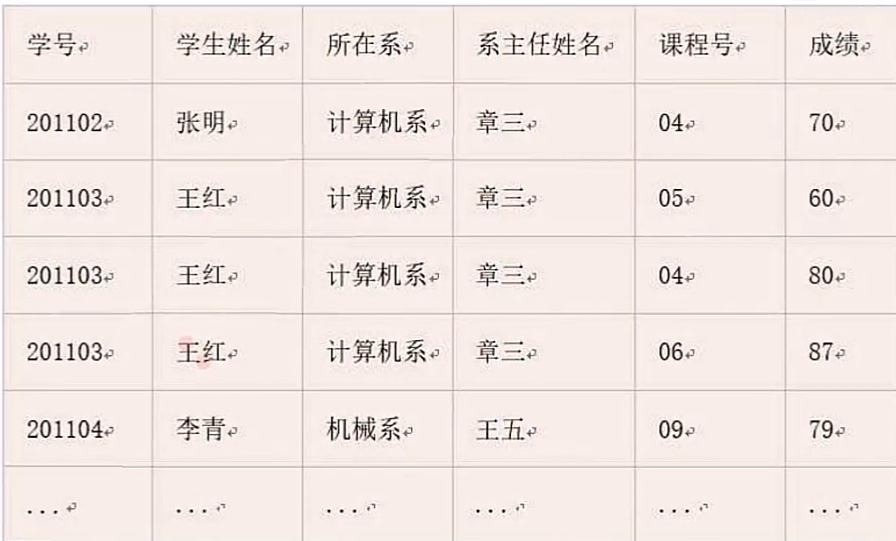 学号 学生姓名 所在系 系主任姓名 课程号 成绩
201102 张明 计算机系 章三 04 70
201103 王红 计算机系 章三 05 60
201103 王红 计算机系 章三 04 80
201103 王红 计算机系 章三 06 87
201104 李青 机械系 王五 09 79
... ... ... ... ... ...